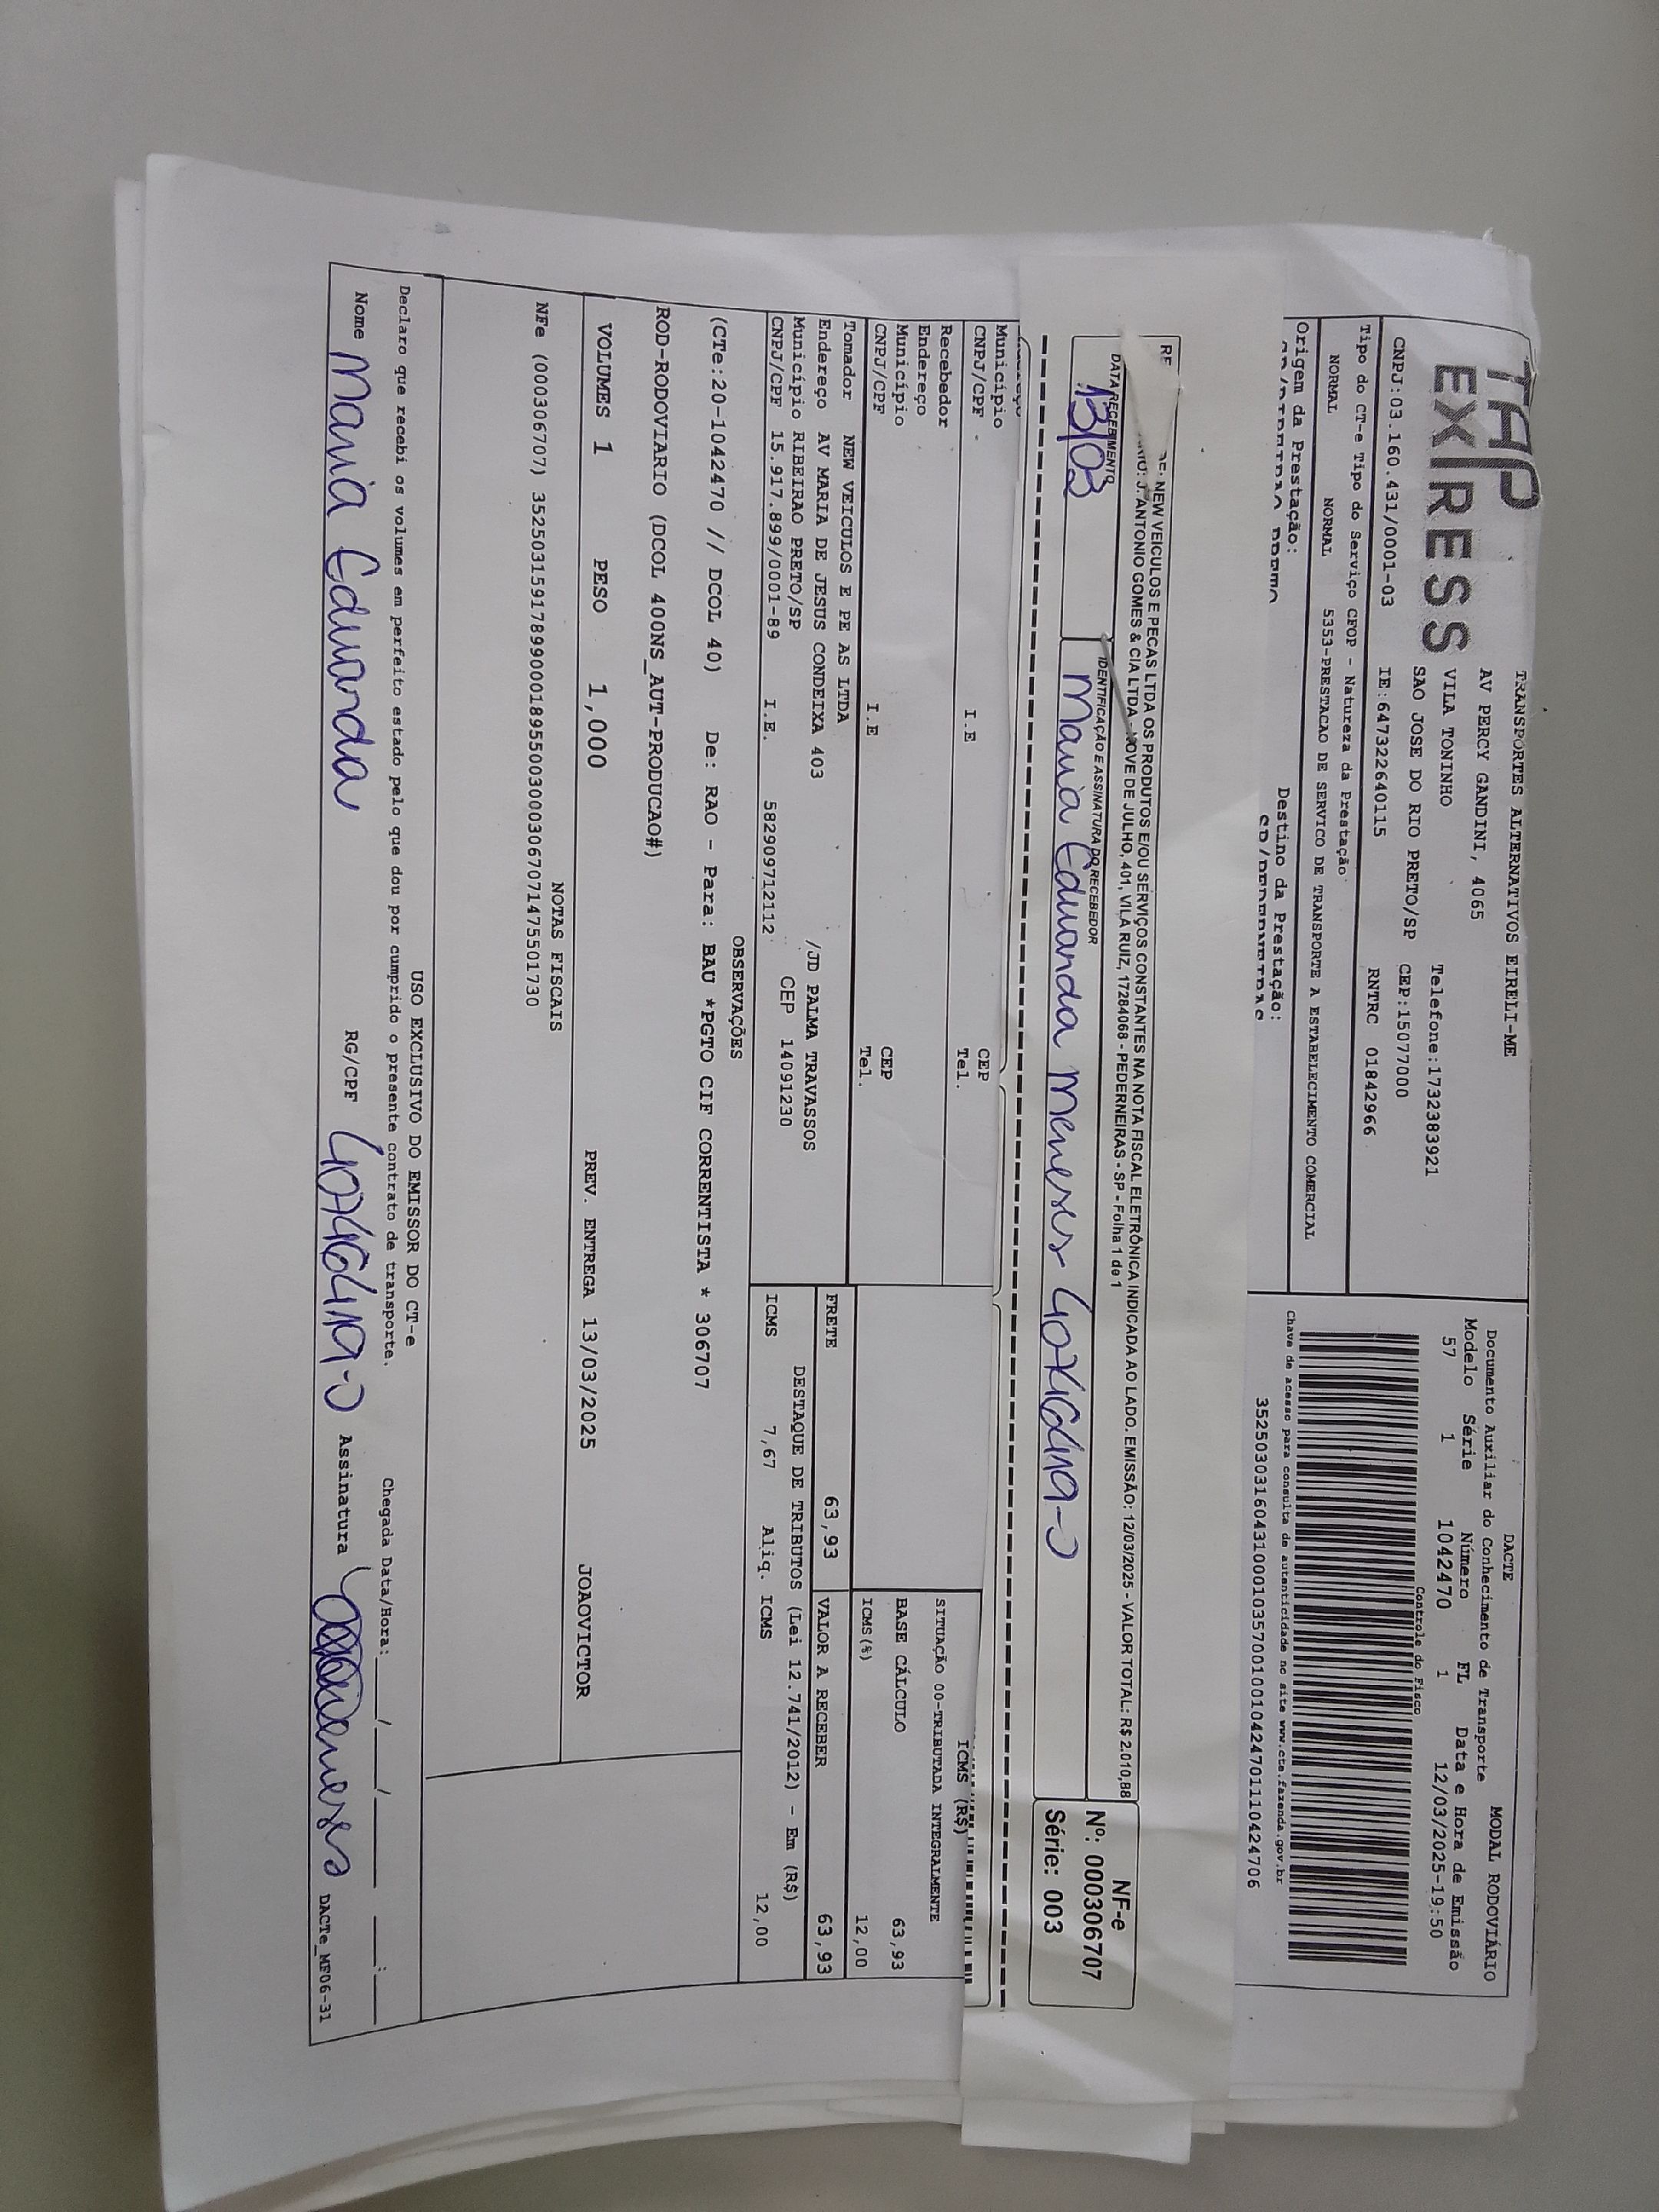 TAP
EXPRESS
TRANSPORTES ALTERNATIVOS EIRELI-ME
AV PERCY GANDINI, 4065
VILA TONINHO Telefone:1732383921
SAO JOSE DO RIO PRETO/SP CEP:15077000
CNPJ:03.160.431/0001-03 IE:647322640115 RNTRC 01842966
Tipo do CT-e Tipo do Serviço CFOP - Natureza da Prestação
NORMAL NORMAL 5353-PRESTACAO DE SERVICO DE TRANSPORTE A ESTABELECIMENTO COMERCIAL
Origem da Prestação: Destino da Prestação:
DACTE MODAL RODOVIÁRIO
Documento Auxiliar do Conhecimento de Transporte
Modelo Série Número FL Data e Hora de Emissão
57 1 1042470 1 12/03/2025-19:50
Controle do Fisco
Chave de acesso para consulta de autenticidade no site www.cte.fazenda.gov.br
35250303160431000103570010010424701110424706
NEW VEICULOS E PECAS LTDA OS PRODUTOS E/OU SERVIÇOS CONSTANTES NA NOTA FISCAL ELETRÔNICA INDICADA AO LADO. EMISSÃO: 12/03/2025 - VALOR TOTAL: R$ 2.010,88
J. ANTONIO GOMES & CIA LTDA - NOVE DE JULHO, 401, VILA RUIZ, 17284068 - PEDERNEIRAS - SP - Folha 1 de 1
DATA RECEBIMENTO IDENTIFICAÇÃO E ASSINATURA DO RECEBEDOR
13/03 Maria Eduarda Meneses
NF-e
Nº: 000306707
Série: 003
Município CEP
CNPJ/CPF - I.E Tel.
Recebedor
Endereço
Município CEP
CNPJ/CPF I.E Tel.
Tomador NEW VEICULOS E PE AS LTDA
Endereço AV MARIA DE JESUS CONDEIXA 403 /JD PALMA TRAVASSOS
Município RIBEIRAO PRETO/SP CEP 14091230
CNPJ/CPF 15.917.899/0001-89 I.E. 582909712112
ICMS (R$)
SITUAÇÃO 00-TRIBUTADA INTEGRALMENTE
BASE CÁLCULO 63,93
ICMS(%) 12,00
FRETE 63,93 VALOR A RECEBER 63,93
DESTAQUE DE TRIBUTOS (Lei 12.741/2012) - Em (R$)
ICMS 7,67 Aliq. ICMS 12,00
OBSERVAÇÕES
(CTe:20-1042470 // DCOL 40) De: RAO - Para: BAU *PGTO CIF CORRENTISTA * 306707
ROD-RODOVIARIO (DCOL 400NS_AUT-PRODUCAO#)
VOLUMES 1 PESO 1,000 PREV. ENTREGA 13/03/2025 JOAOVICTOR
NOTAS FISCAIS
NFe (000306707) 35250315917899000189550030003067071475501730
USO EXCLUSIVO DO EMISSOR DO CT-e
Declaro que recebi os volumes em perfeito estado pelo que dou por cumprido o presente contrato de transporte. Chegada Data/Hora:____/____/____ ___:___
Nome Maria Eduarda RG/CPF Assinatura DACTe_MF06-31